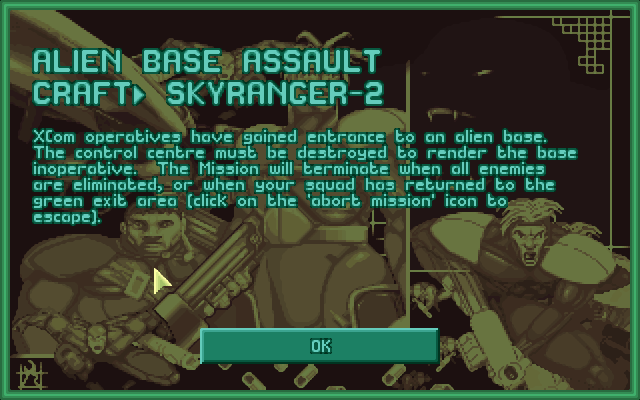 ALIEN BASE ASSAULT
CRAFT> SKYRANGER-2
XCom operatives have gained entrance to an alien base.
The control centre must be destroyed to render the base
inoperative.  The Mission will terminate when all enemies
are eliminated, or when your squad has returned to the
green exit area (click on the 'abort mission' icon to
escape).
OK